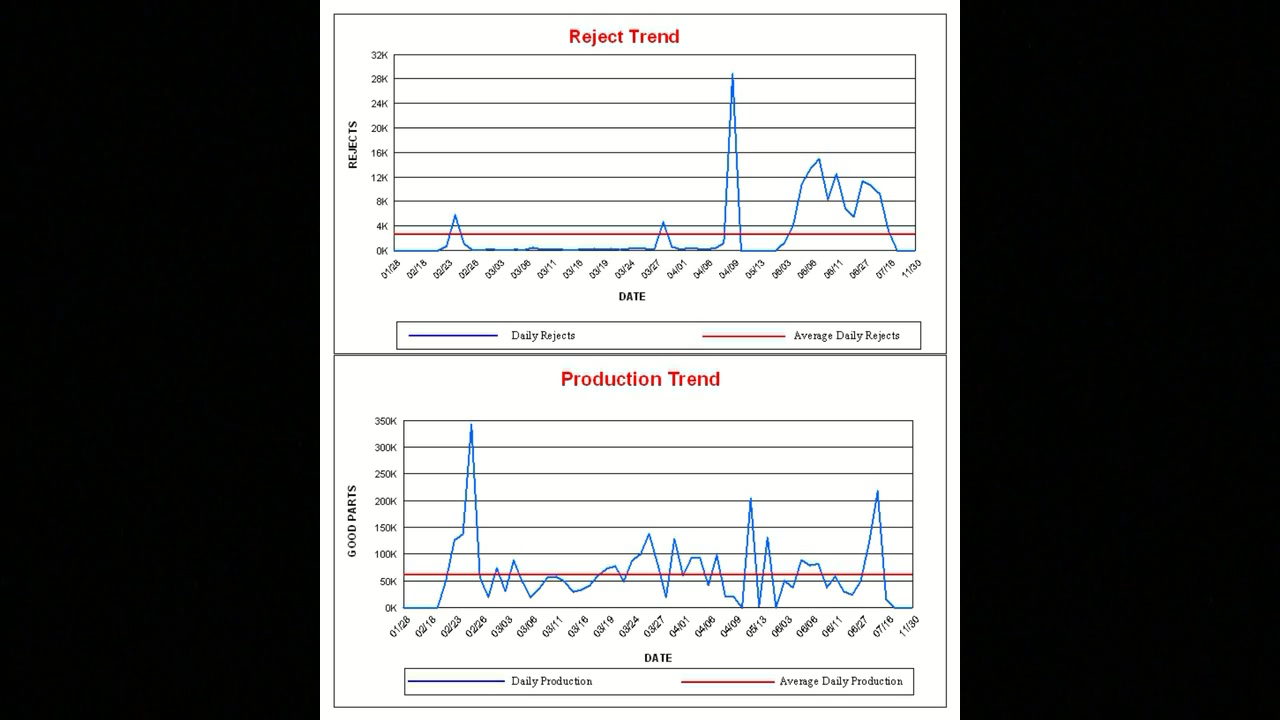 Reject Trend
32K
28K
24K
20K
16K
12K
8K
4K
0K
REJECTS
01/28 02/18 02/23 02/26 03/03 03/06 03/11 03/16 03/19 03/24 03/27 04/01 04/06 04/09 05/13 06/03 06/08 06/11 06/27 07/16 11/30
DATE
Daily Rejects Average Daily Rejects
Production Trend
350K
300K
250K
200K
150K
100K
50K
0K
GOOD PARTS
01/28 02/18 02/23 02/26 03/03 03/06 03/11 03/16 03/19 03/24 03/27 04/01 04/06 04/09 05/13 06/03 06/08 06/11 06/27 07/16 11/30
DATE
Daily Production Average Daily Production